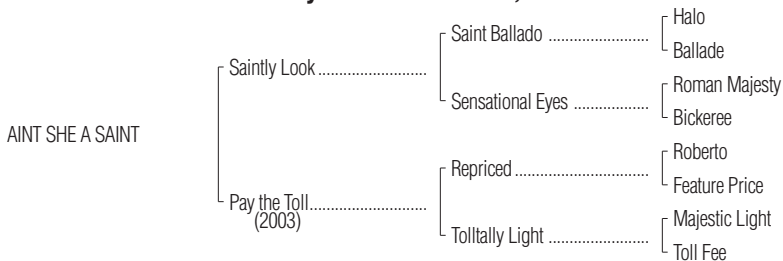 Halo
Saint Ballado ..........................
Ballade
Saintly Look ............................
Roman Majesty
Sensational Eyes ...................
Bickeree
AINT SHE A SAINT
Roberto
Repriced ..................................
Feature Price
Pay the Toll ..............................
(2003)
Majestic Light
Tolltally Light ..........................
Toll Fee